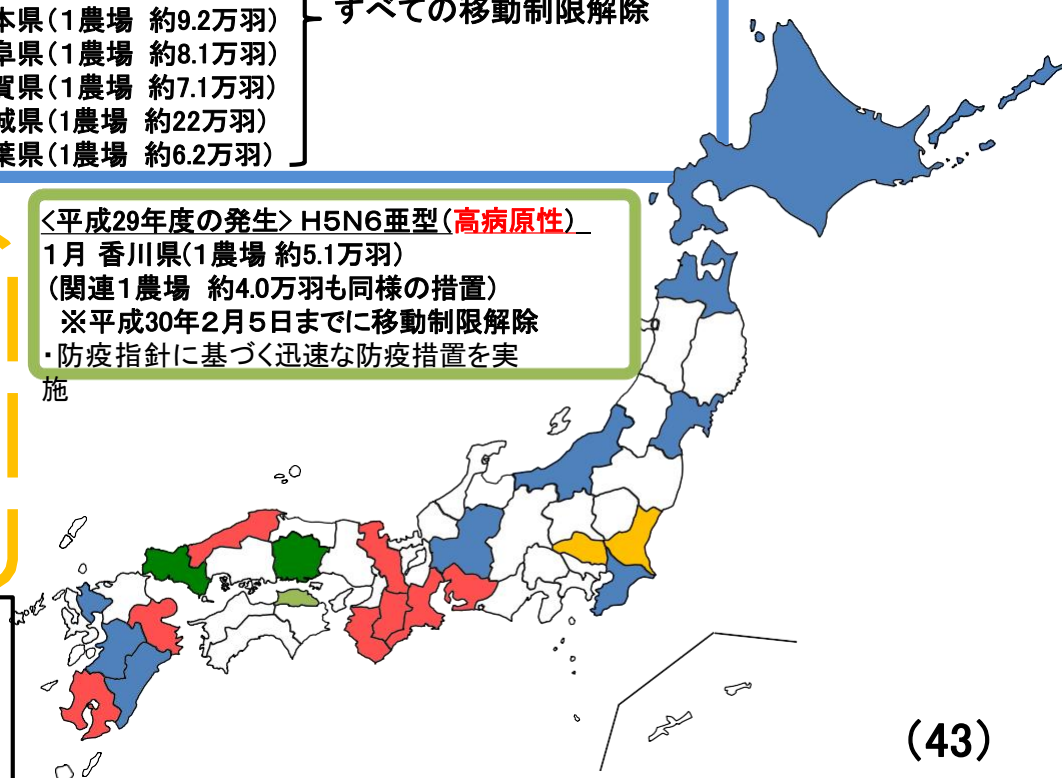 本県（１農場　約9.2万羽）
阜県（１農場　約8.1万羽）
賀県（１農場　約7.1万羽）
城県（1農場　約22万羽）
葉県（1農場　約6.2万羽）
すべての移動制限解除
<平成29年度の発生> Ｈ５Ｎ６亜型（高病原性）
１月 香川県（１農場 約5.1万羽）
（関連１農場　約4.0万羽も同様の措置）
※平成30年２月５日までに移動制限解除
・防疫指針に基づく迅速な防疫措置を実
施
（43）